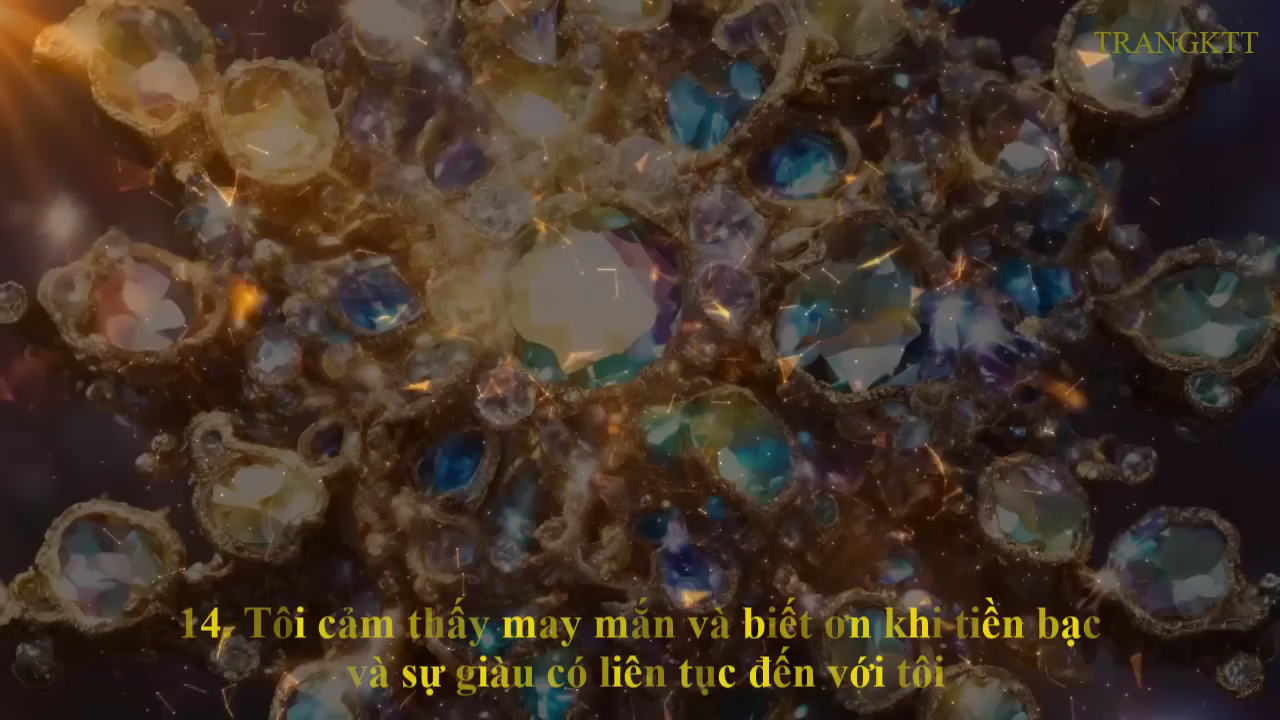 TRANGKTT
14. Tôi cảm thấy may mắn và biết ơn khi tiền bạc
và sự giàu có liên tục đến với tôi